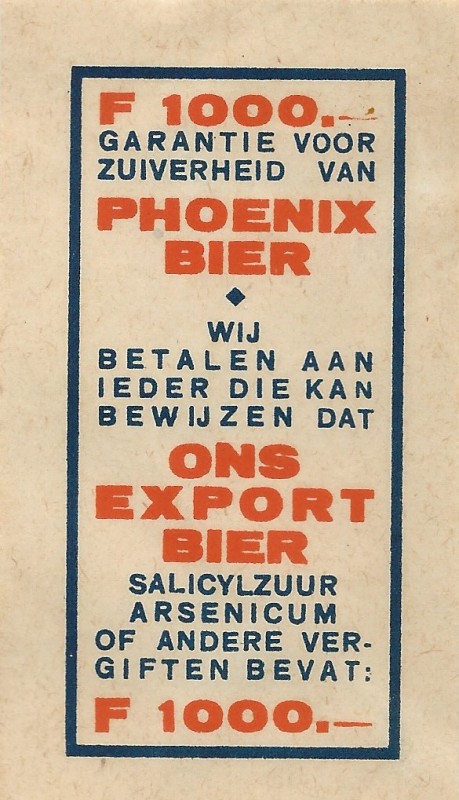 F 1000.—
GARANTIE VOOR
ZUIVERHEID VAN
PHOENIX
BIER
WIJ
BETALEN AAN
IEDER DIE KAN
BEWIJZEN DAT
ONS
EXPORT
BIER
SALICYLZUUR
ARSENICUM
OF ANDERE VER-
GIFTEN BEVAT:
F 1000.—